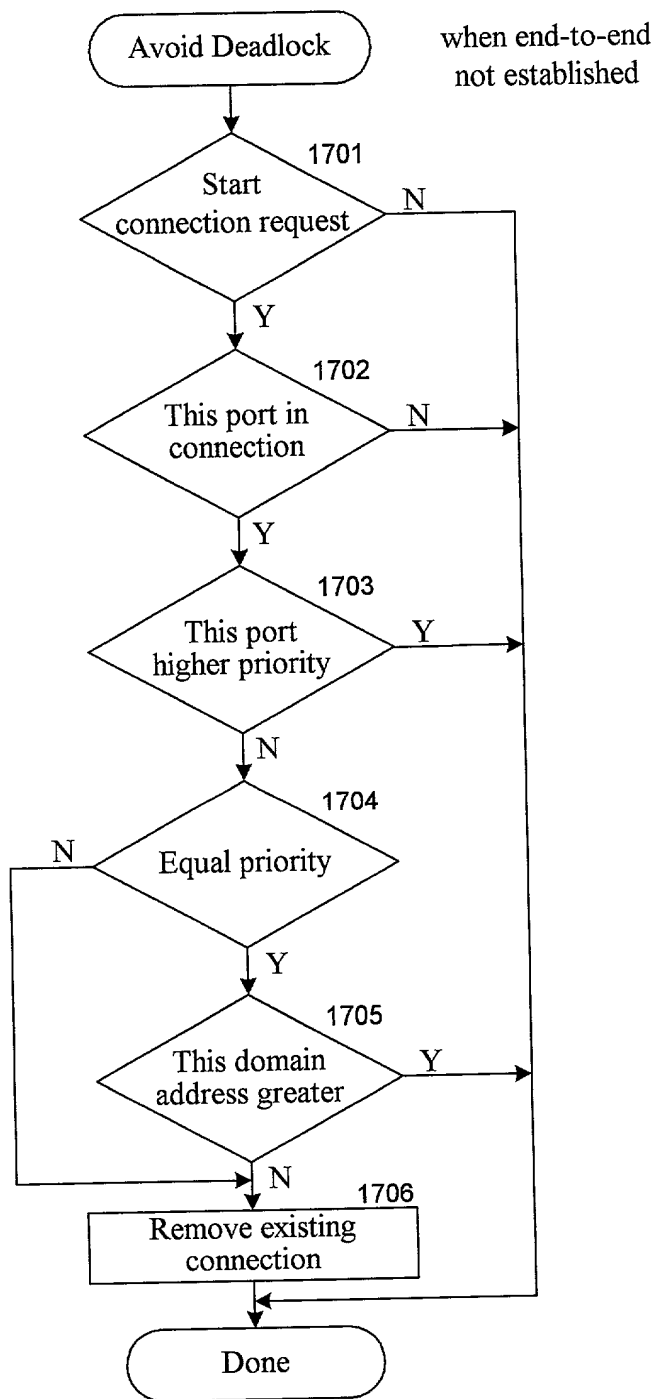 Avoid Deadlock
when end-to-end
not established
1701
Start
connection request
N
Y
1702
This port in
connection
N
Y
1703
This port
higher priority
Y
N
1704
N
Equal priority
Y
1705
This domain
address greater
Y
N
1706
Remove existing
connection
Done